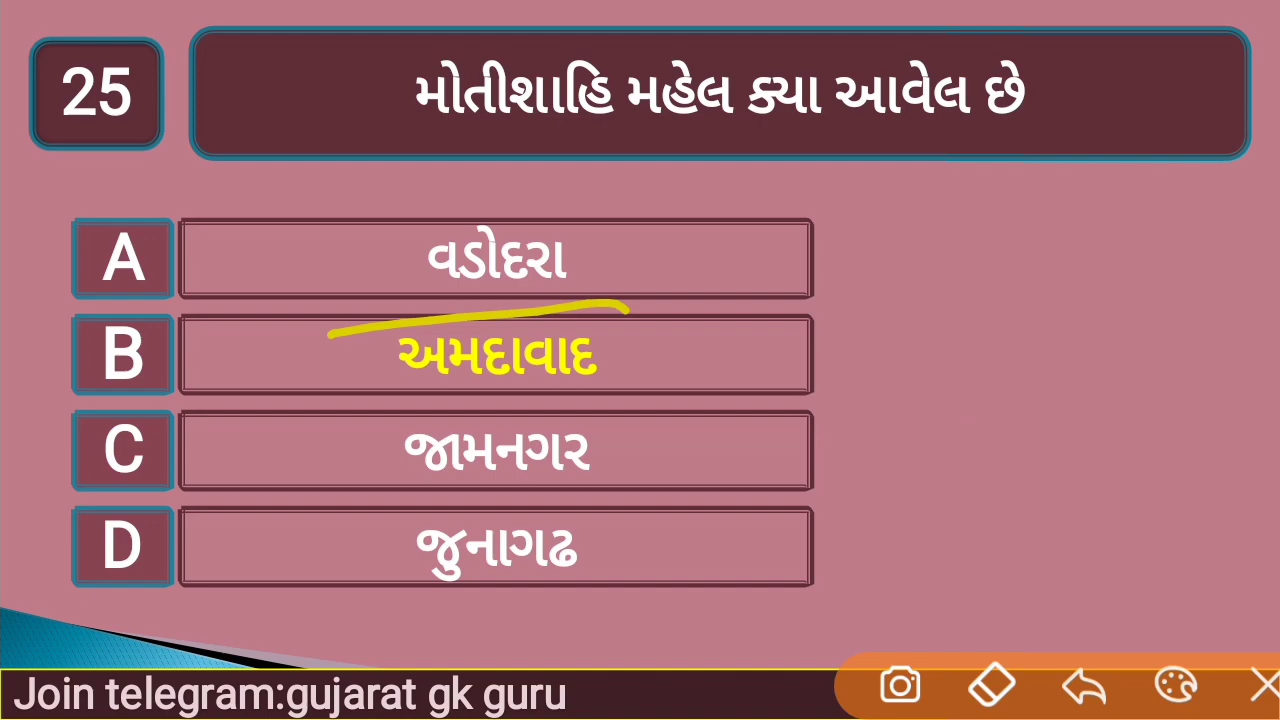 25
મોતીશાહિ મહેલ ક્યા આવેલ છે
A
વડોદરા
B
અમદાવાદ
C
જામનગર
D
જુનાગઢ
Join telegram:gujarat gk guru